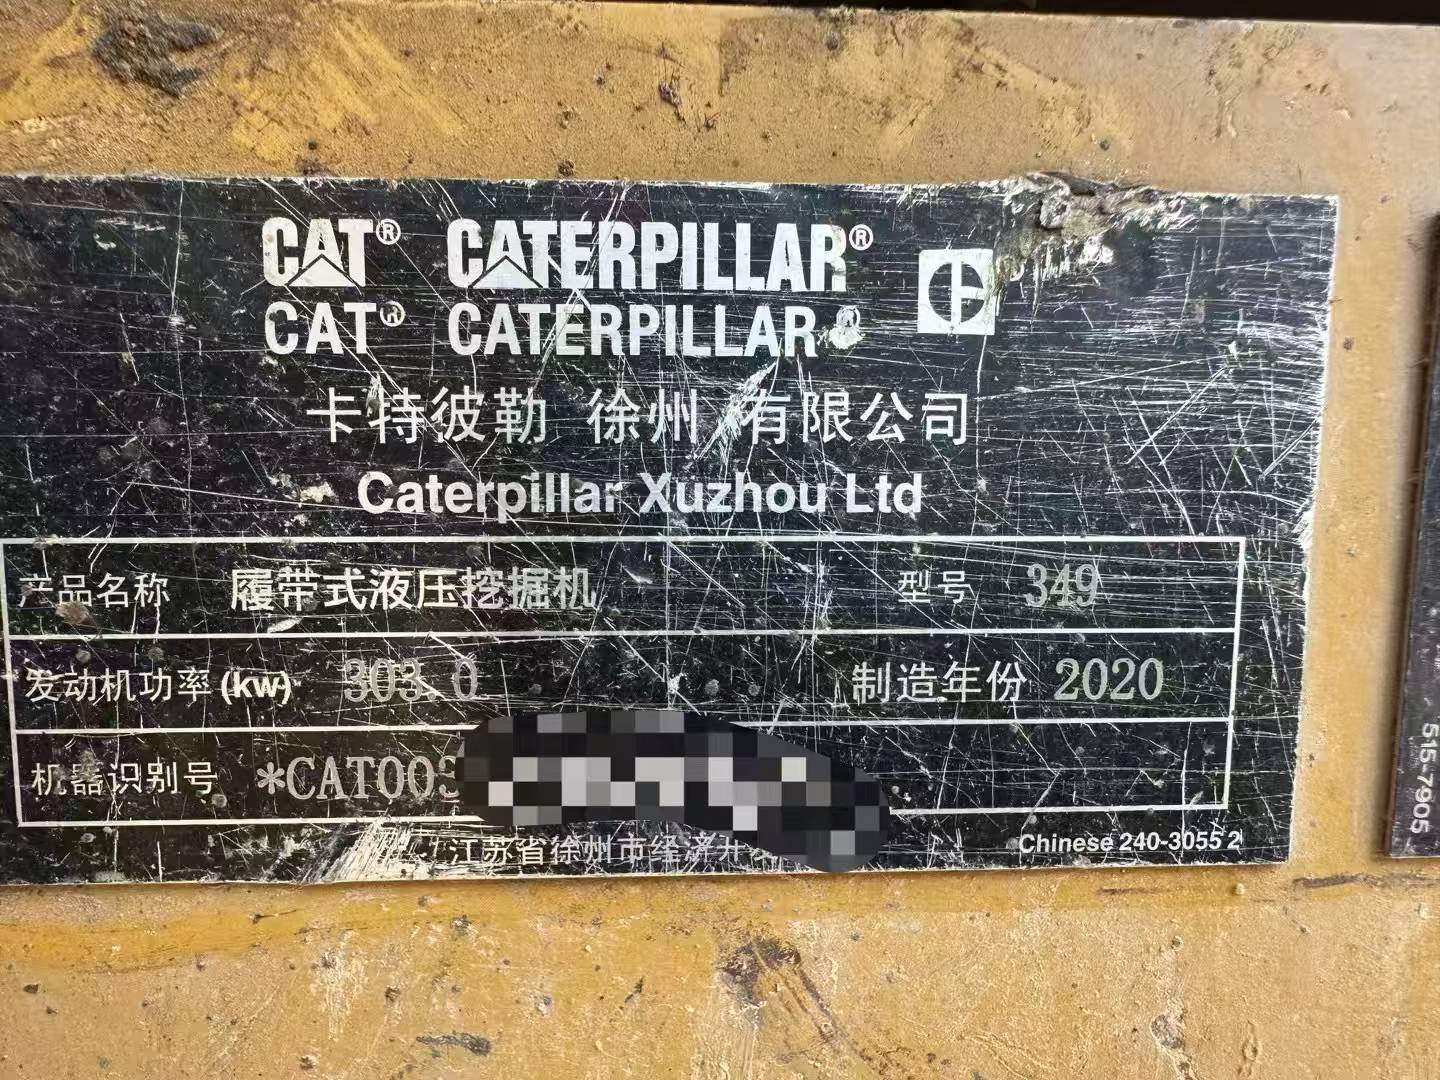 CAT® CATERPILLAR®
CAT® CATERPILLAR®
卡特彼勒 徐州 有限公司
Caterpillar Xuzhou Ltd
产品名称 履带式液压挖掘机 型号 349
发动机功率(kw) 303.0 制造年份 2020
机器识别号 *CAT003
江苏省徐州市经济开
Chinese 240-3055 2
515-7905